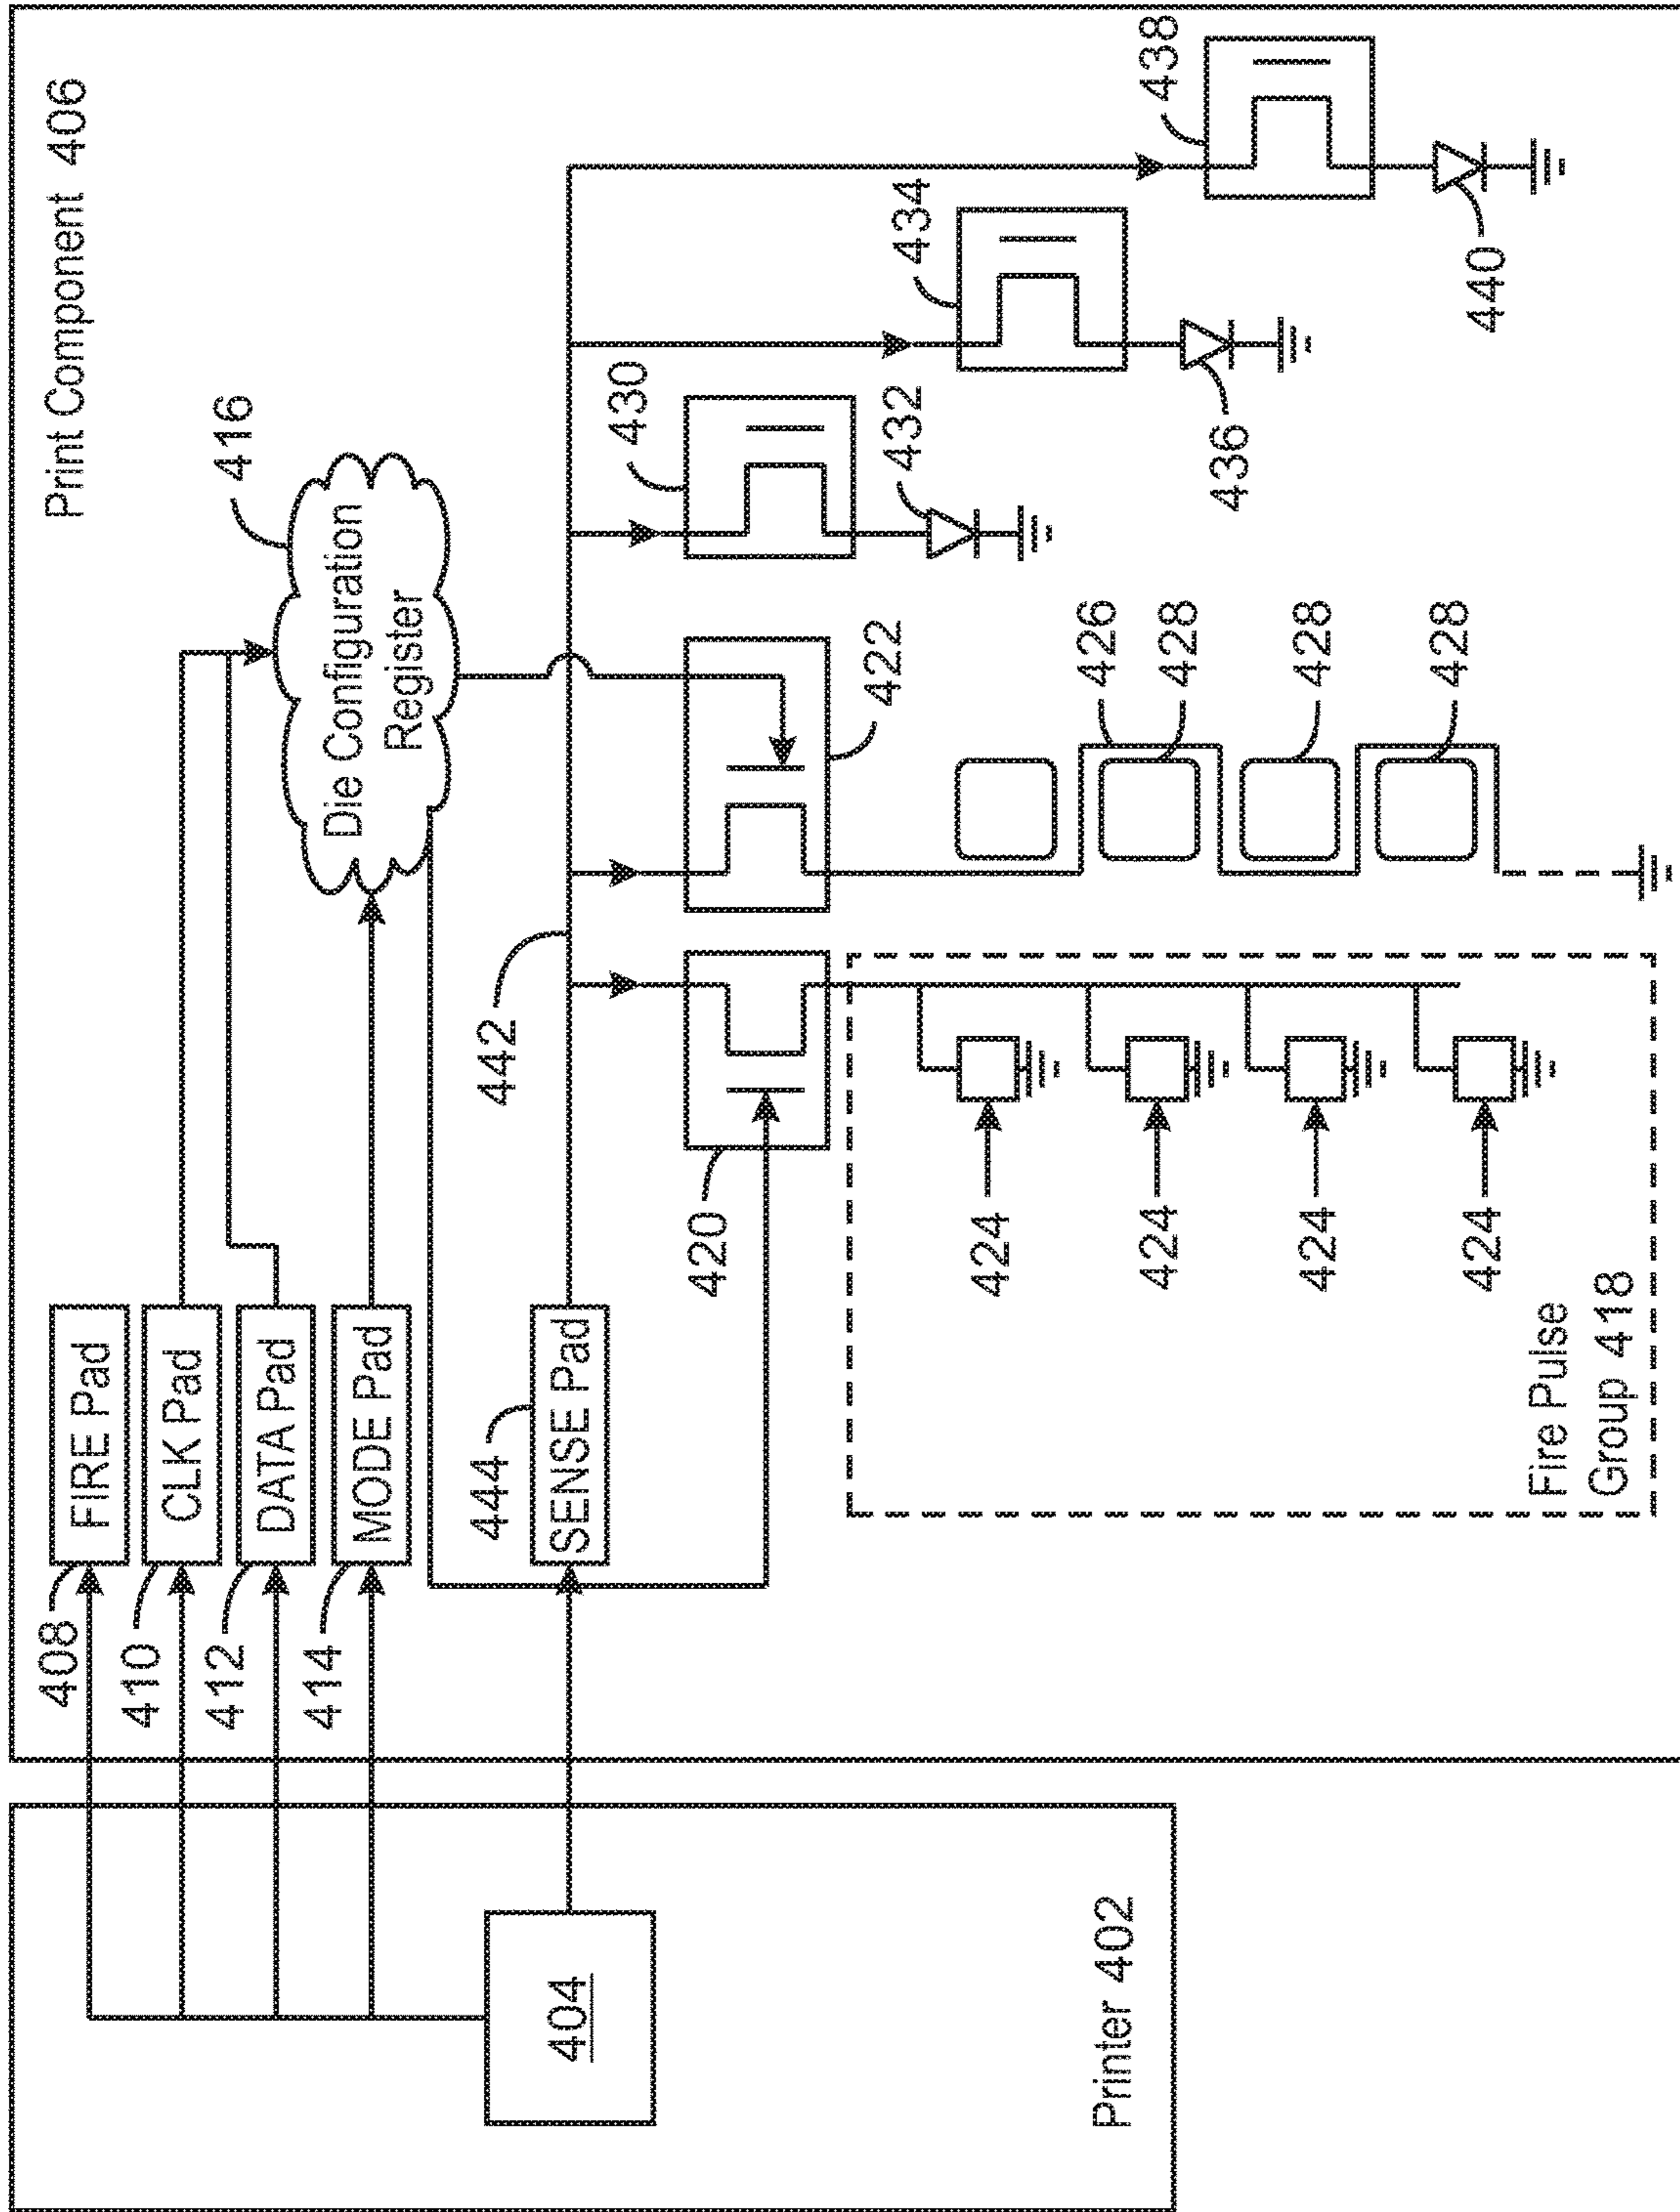 Print Component 406
408
FIRE Pad
410
CLK Pad
412
DATA Pad
414
MODE Pad
416
Die Configuration
Register
404
Printer 402
444
SENSE Pad
442
420
422
430
432
434
436
438
440
424
424
424
424
426
428
428
428
Fire Pulse
Group 418